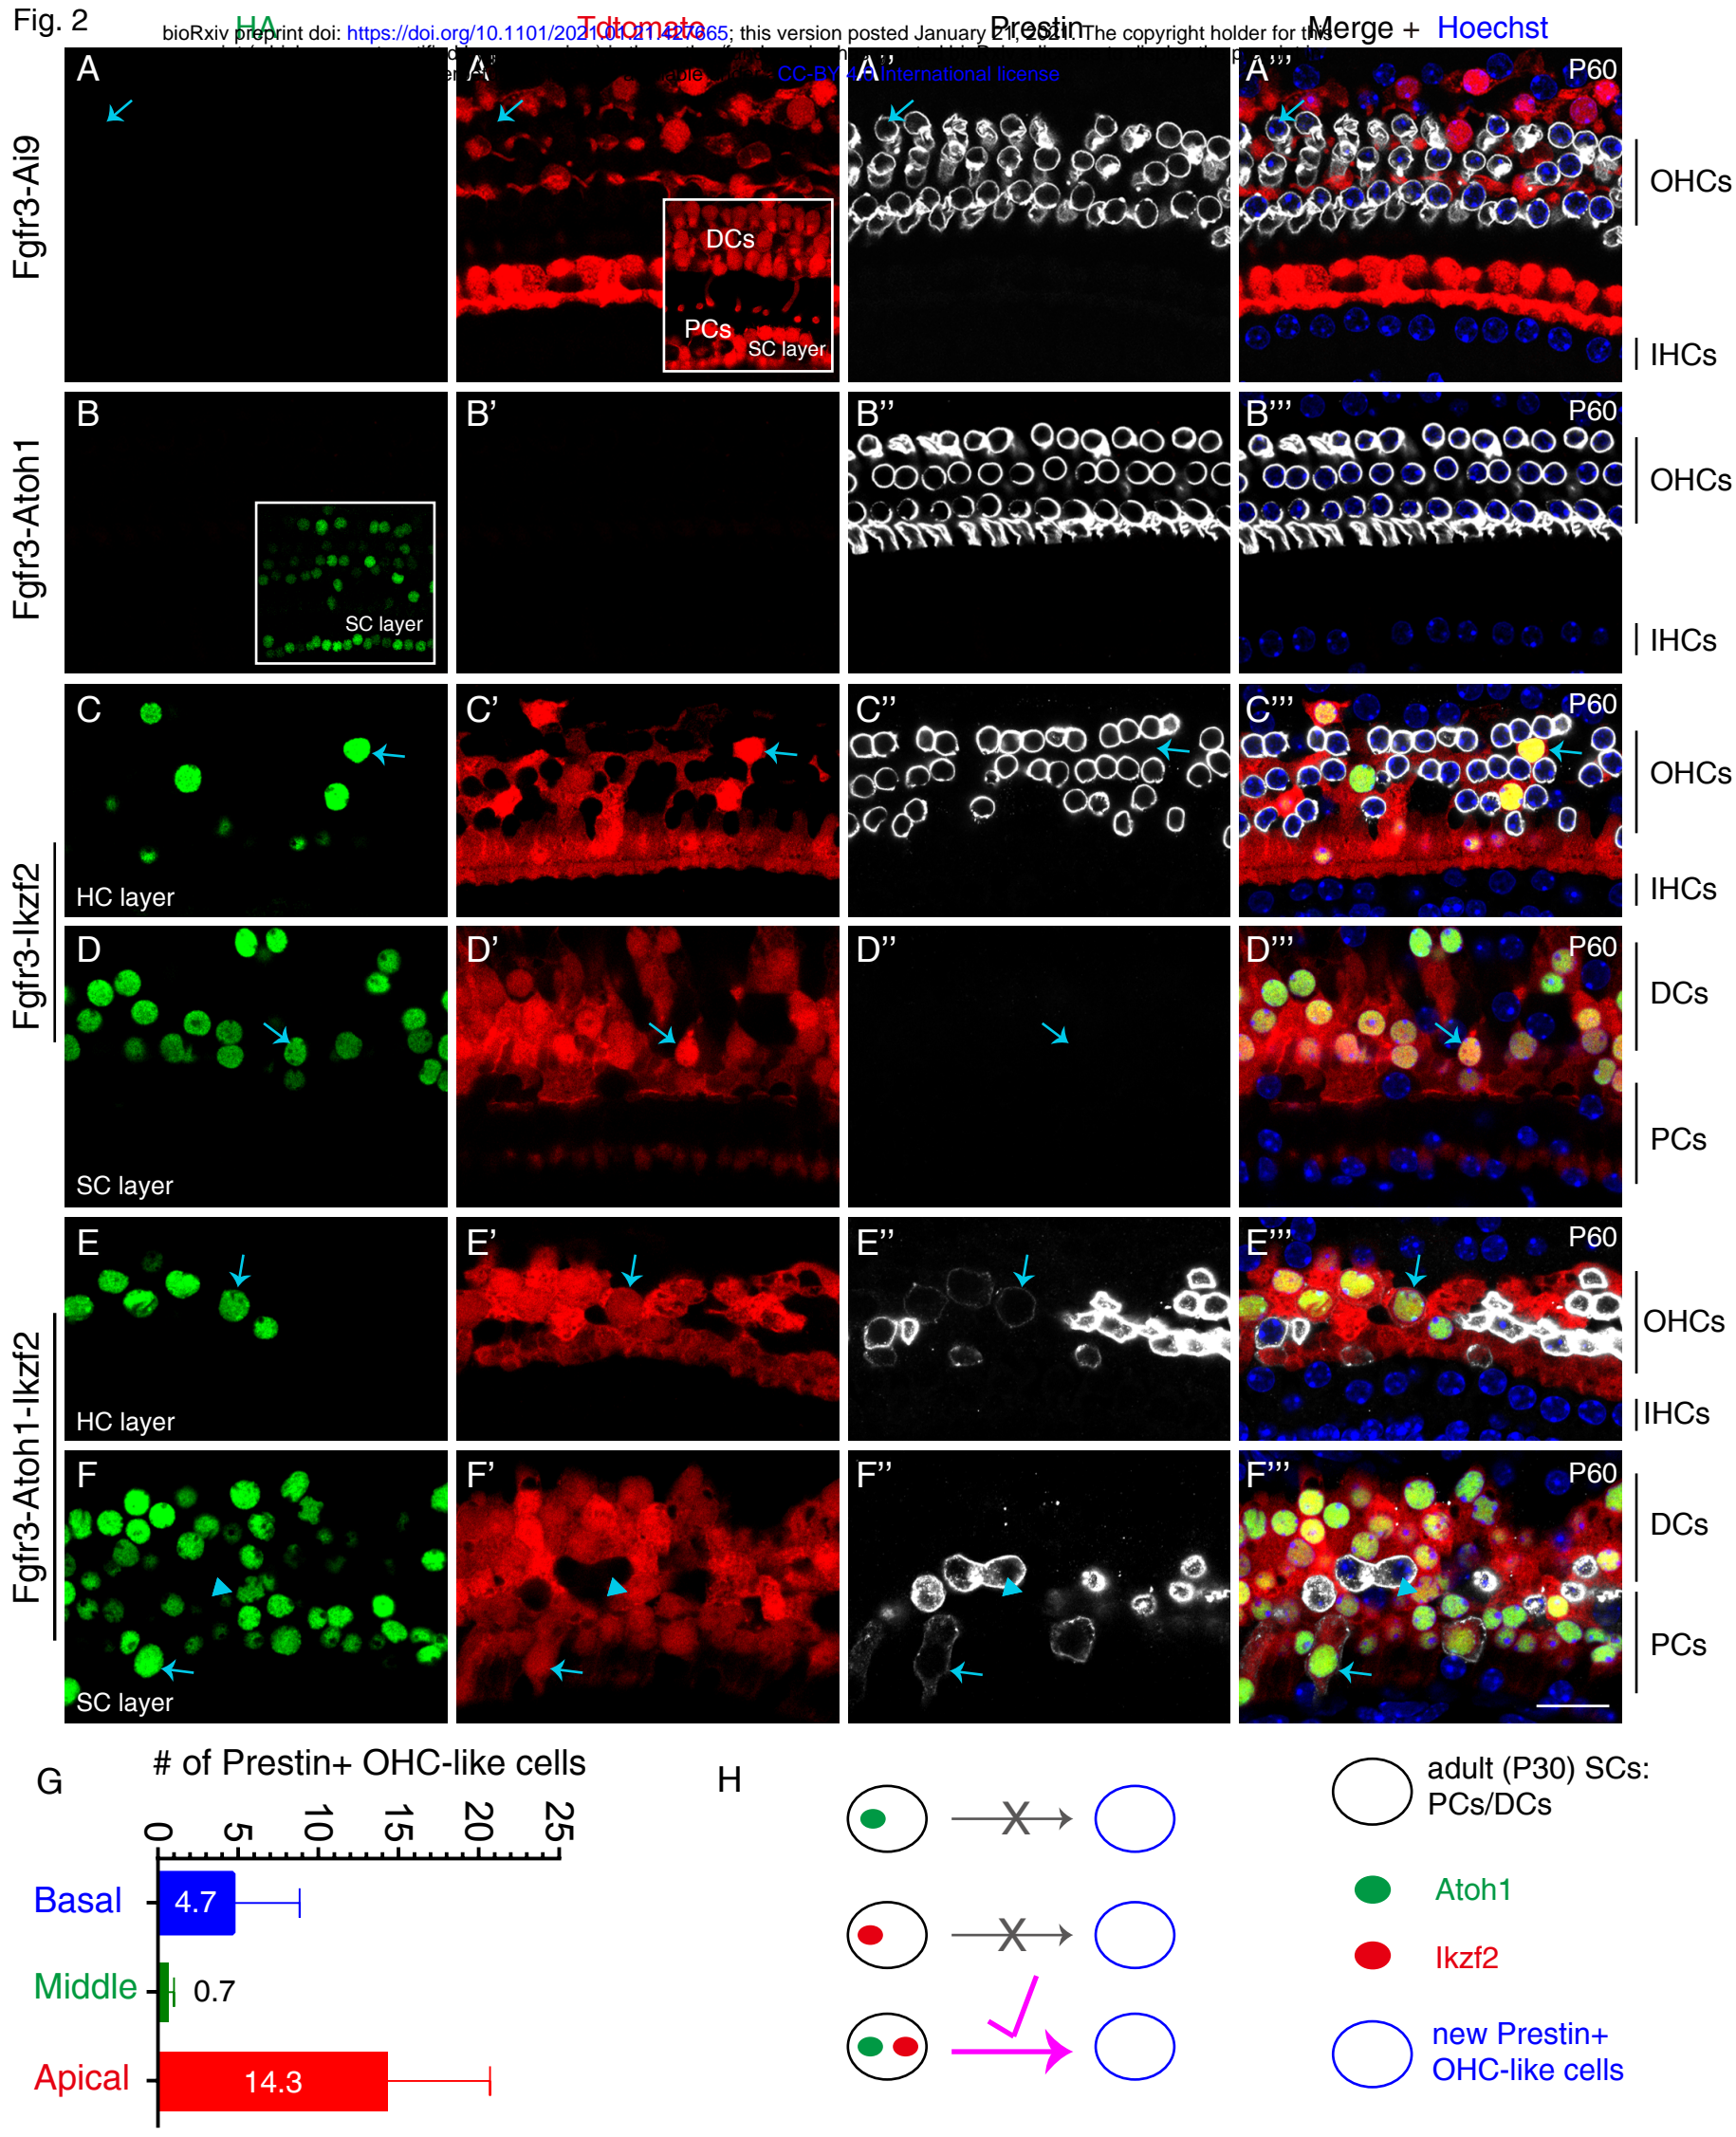 Fig. 2
HA Tdtomato Prestin Merge + Hoechst
bioRxiv preprint doi: https://doi.org/10.1101/2021.01.21.427665; this version posted January 21, 2021. The copyright holder for this
CC-BY 4.0 International license
Fgfr3-Ai9
A A' A'' A''' P60
DCs
PCs
SC layer
OHCs
IHCs
Fgfr3-Atoh1
B B' B'' B''' P60
SC layer
OHCs
IHCs
Fgfr3-Ikzf2
C C' C'' C''' P60
HC layer
OHCs
IHCs
D D' D'' D''' P60
SC layer
DCs
PCs
Fgfr3-Atoh1-Ikzf2
E E' E'' E''' P60
HC layer
OHCs
IHCs
F F' F'' F''' P60
SC layer
DCs
PCs
G
# of Prestin+ OHC-like cells
0 5 10 15 20 25
Basal 4.7
Middle 0.7
Apical 14.3
H
X
X
adult (P30) SCs:
PCs/DCs
Atoh1
Ikzf2
new Prestin+
OHC-like cells